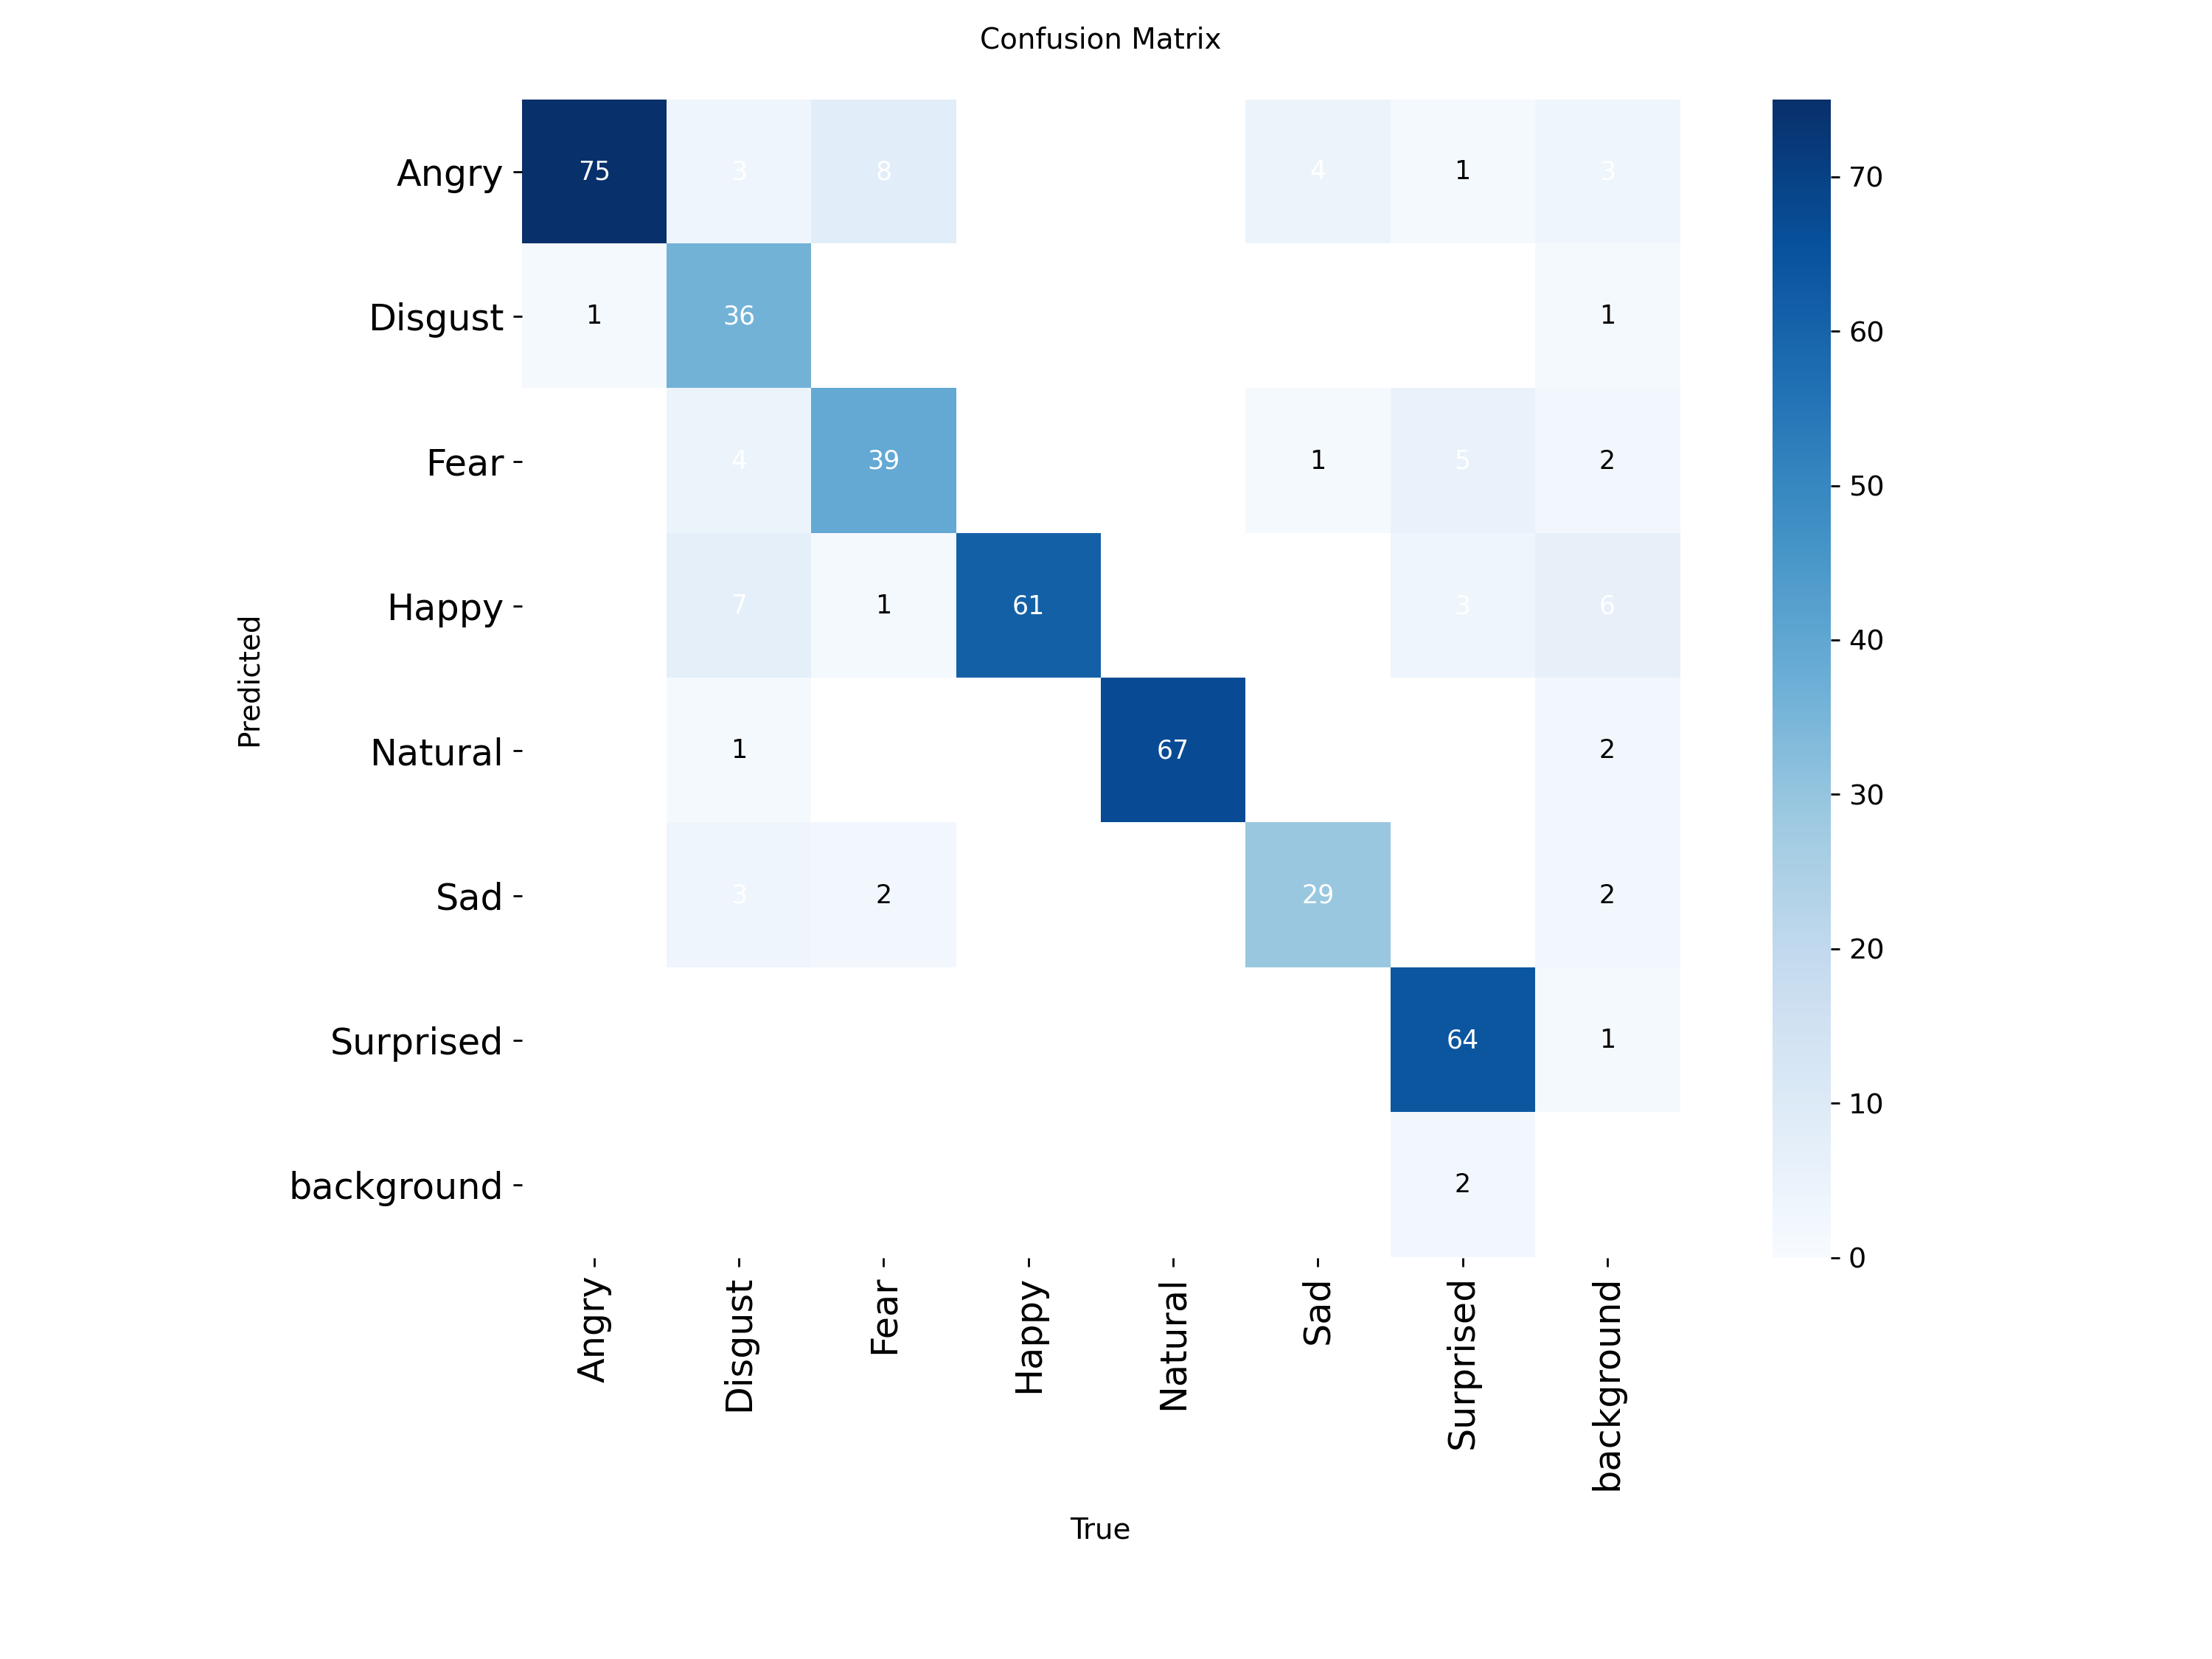 Confusion Matrix
Angry 75 3 8 4 1 3
Disgust 1 36 1
Fear 4 39 1 5 2
Happy 7 1 61 3 6
Natural 1 67 2
Sad 3 2 29 2
Surprised 64 1
background 2
Predicted
Angry Disgust Fear Happy Natural Sad Surprised background
True
70
60
50
40
30
20
10
0